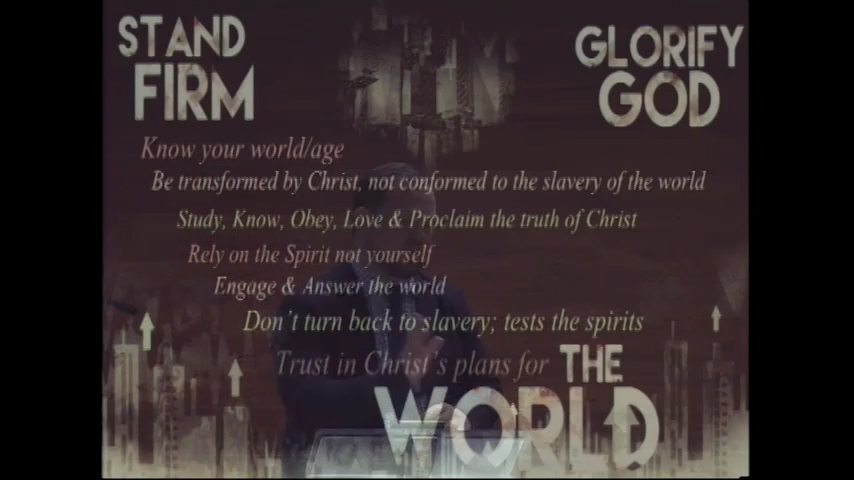 STAND
FIRM
GLORIFY
GOD
Know your world/age
Be transformed by Christ, not conformed to the slavery of the world
Study, Know, Obey, Love & Proclaim the truth of Christ
Rely on the Spirit not yourself
Engage & Answer the world
Don't turn back to slavery; tests the spirits
Trust in Christ's plans for THE
WORLD